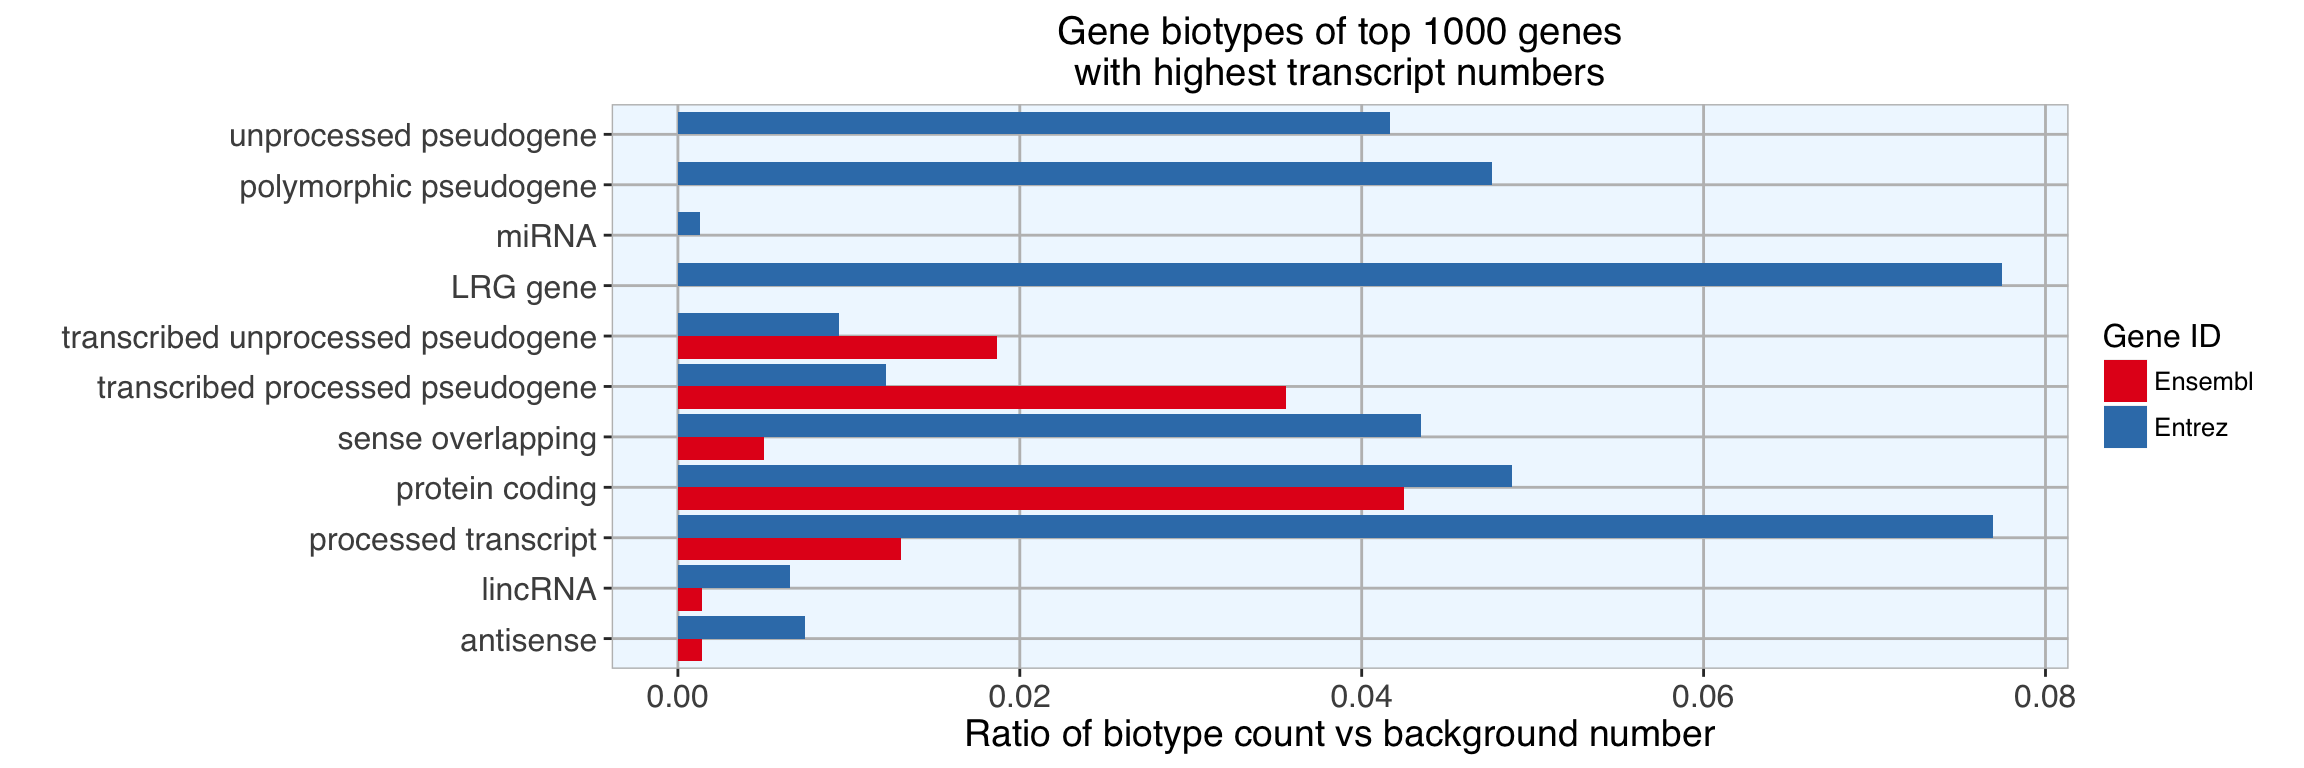 Gene biotypes of top 1000 genes
with highest transcript numbers
unprocessed pseudogene
polymorphic pseudogene
miRNA
LRG gene
transcribed unprocessed pseudogene
transcribed processed pseudogene
sense overlapping
protein coding
processed transcript
lincRNA
antisense
0.00 0.02 0.04 0.06 0.08
Ratio of biotype count vs background number
Gene ID
Ensembl
Entrez